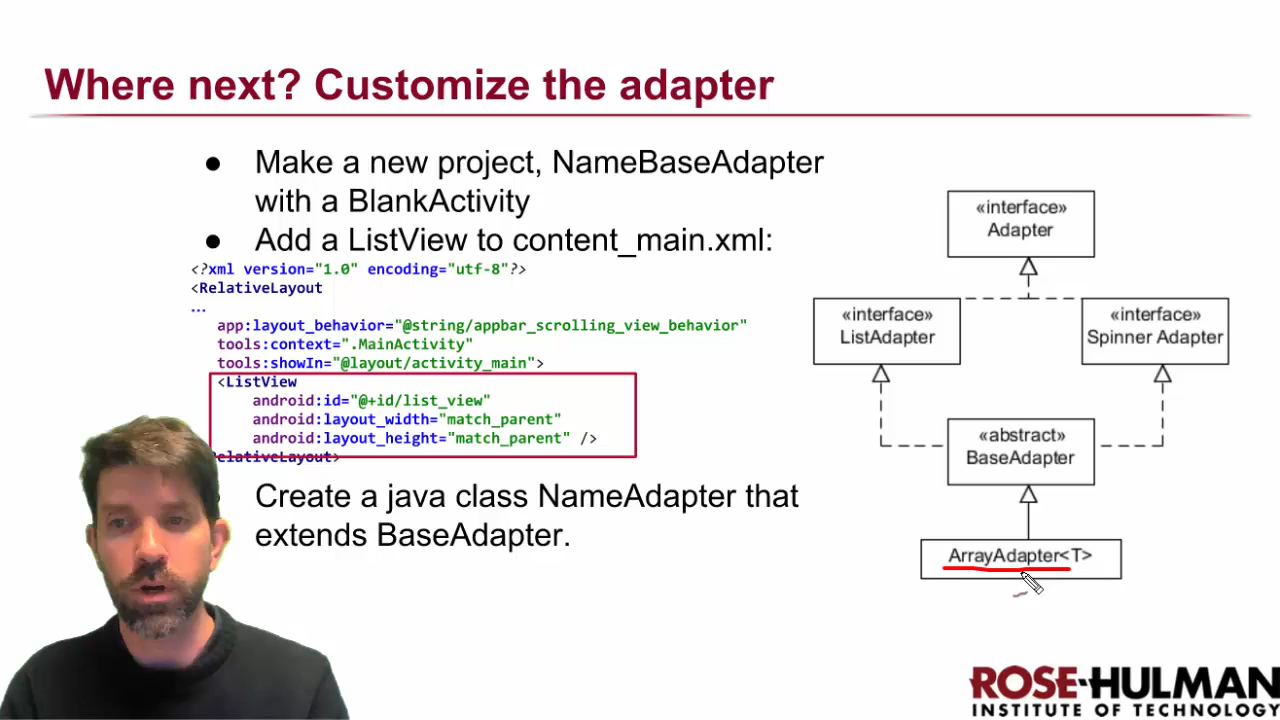 Where next? Customize the adapter
● Make a new project, NameBaseAdapter
with a BlankActivity
● Add a ListView to content_main.xml:
<?xml version="1.0" encoding="utf-8"?>
<RelativeLayout
...
app:layout_behavior="@string/appbar_scrolling_view_behavior"
tools:context=".MainActivity"
tools:showIn="@layout/activity_main">
<ListView
android:id="@+id/list_view"
android:layout_width="match_parent"
android:layout_height="match_parent" />
RelativeLayout>
Create a java class NameAdapter that
extends BaseAdapter.
«interface»
Adapter
«interface»
ListAdapter
«interface»
Spinner Adapter
«abstract»
BaseAdapter
ArrayAdapter<T>
ROSE-HULMAN
INSTITUTE OF TECHNOLOGY